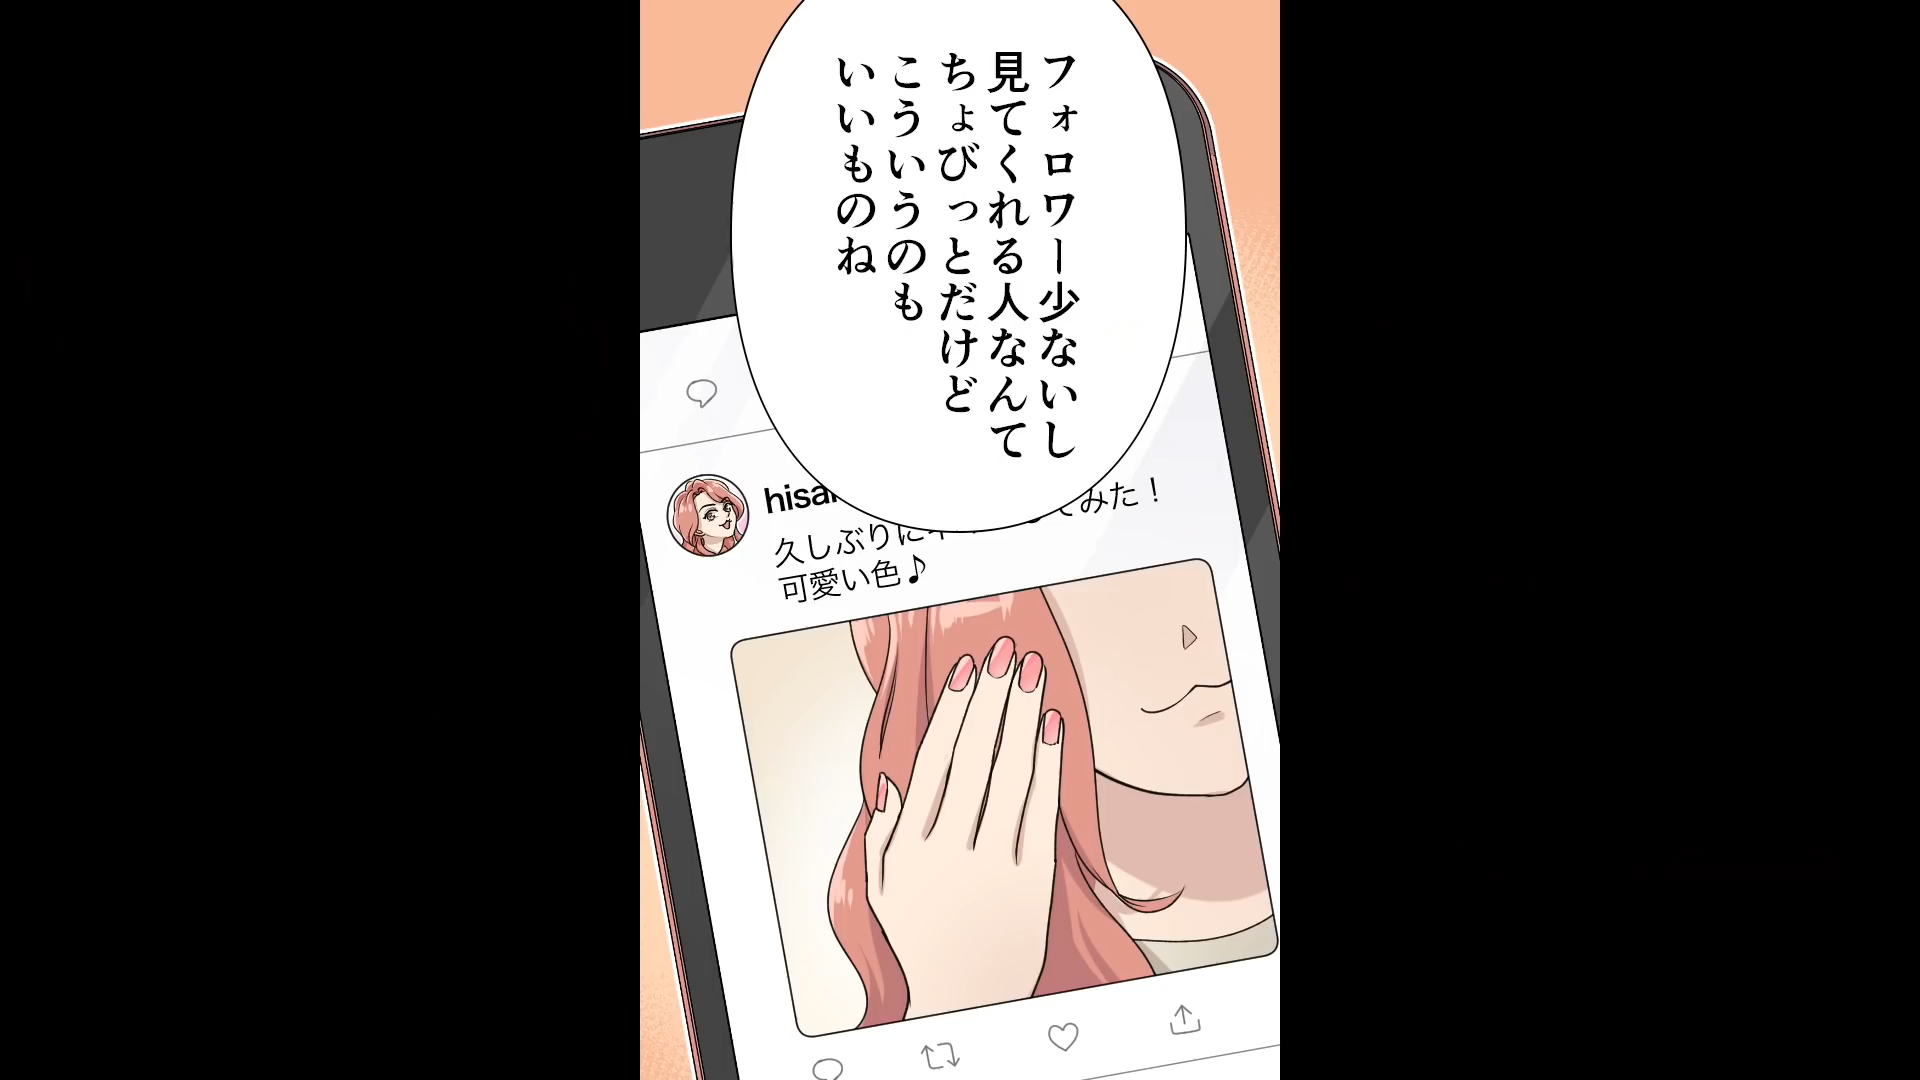 フォロワー少ないし
見てくれる人なんて
ちょびっとだけど
こういうのも
いいものね
hisa
久しぶりに
てみた！
可愛い色♪